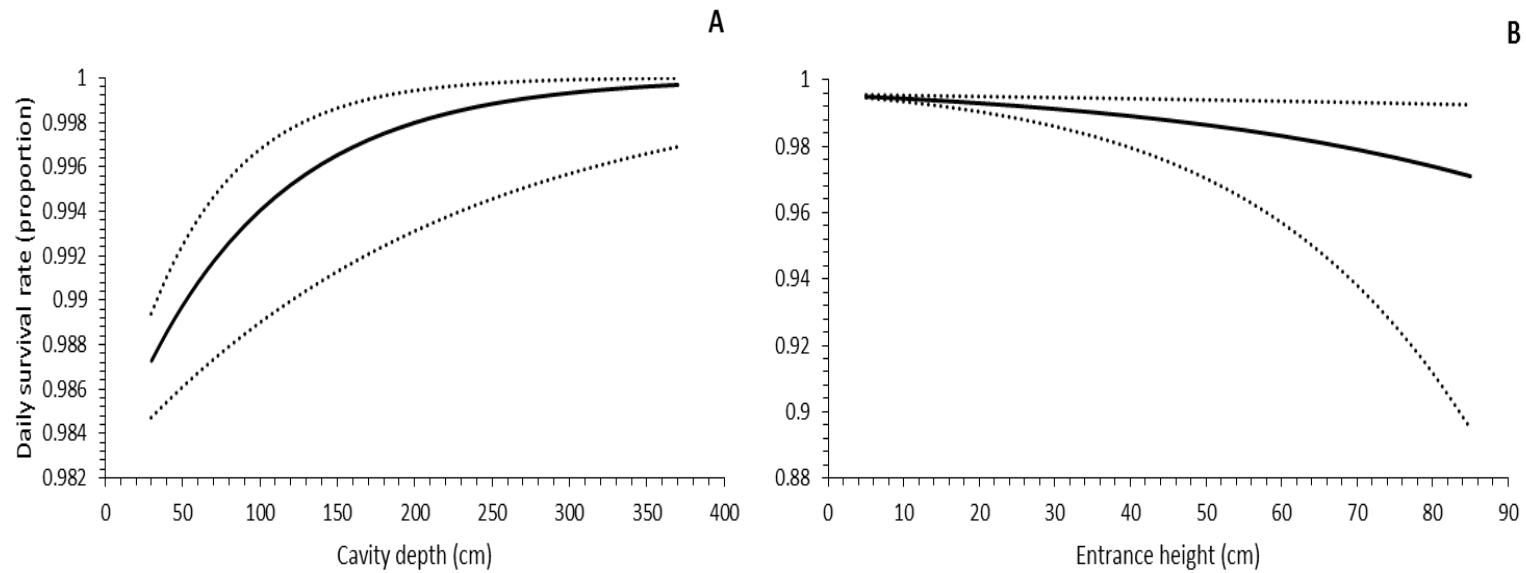 A
Daily survival rate (proportion)
1
0.998
0.996
0.994
0.992
0.99
0.988
0.986
0.984
0.982
0 50 100 150 200 250 300 350 400
Cavity depth (cm)
B
1
0.98
0.96
0.94
0.92
0.9
0.88
0 10 20 30 40 50 60 70 80 90
Entrance height (cm)